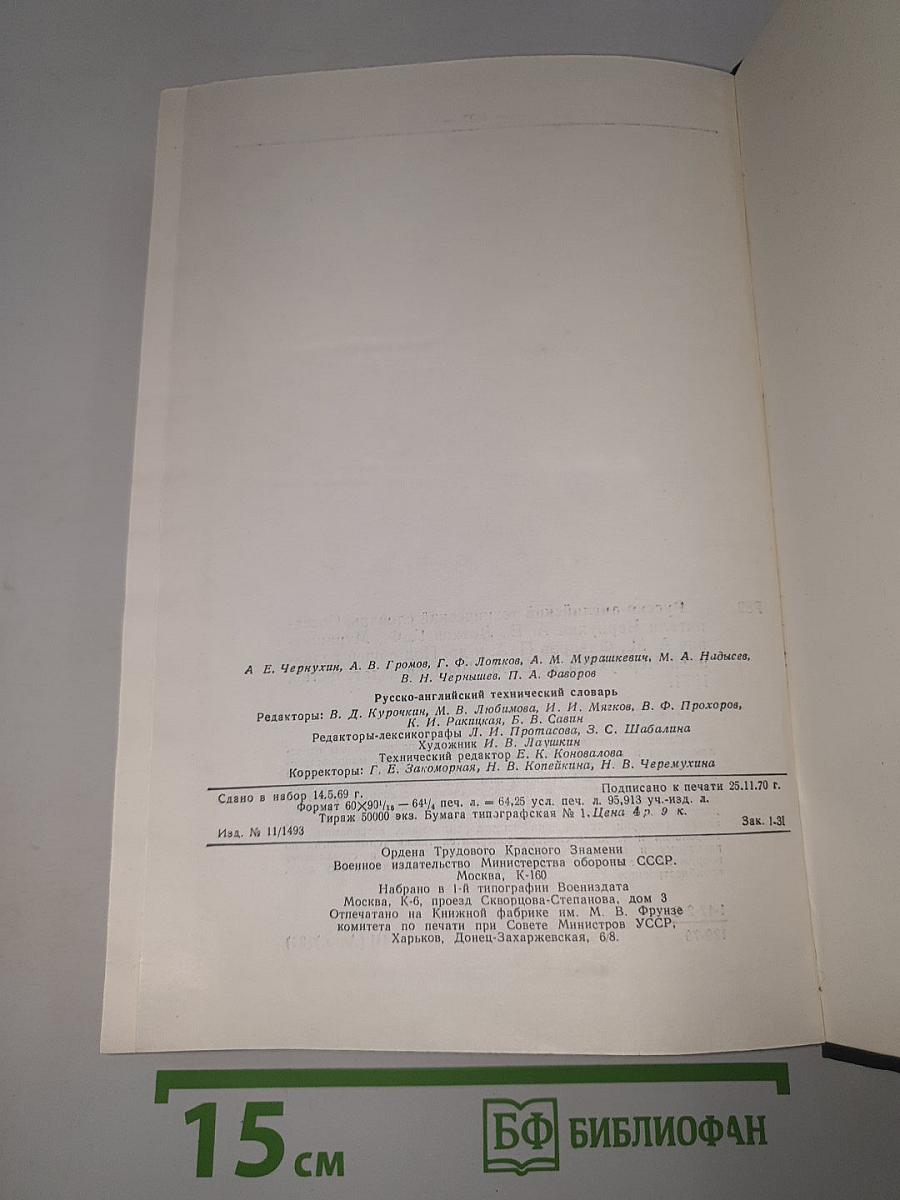 А Е. Чернухин, А. В. Громов, Г. Ф. Лотков, А. М. Мурашкевич, М. А. Надысев,
В. Н. Чернышев, П. А. Фаворов
Русско-английский технический словарь
Редакторы: В. Д. Курочкин, М. В. Любимова, И. И. Мягков, В. Ф. Прохоров,
К. И. Ракицкая, Б. В. Савин
Редакторы-лексикографы Л. И. Протасова, З. С. Шабалина
Художник И. В. Лаушкин
Технический редактор Е. К. Коновалова
Корректоры: Г. Е. Закоморная, Н. В. Копейкина, Н. В. Черемухина
Сдано в набор 14.5.69 г. Подписано к печати 25.11.70 г.
Формат 60×90¹/₁₆ — 64¹/₄ печ. л. = 64,25 усл. печ. л. 95,913 уч.-изд. л.
Тираж 50000 экз. Бумага типографская № 1. Цена 4 р. 9 к.
Изд. № 11/1493 Зак. 1-31
Ордена Трудового Красного Знамени
Военное издательство Министерства обороны СССР.
Москва, К-160
Набрано в 1-й типографии Воениздата
Москва, К-6, проезд Скворцова-Степанова, дом 3
Отпечатано на Книжной фабрике им. М. В. Фрунзе
комитета по печати при Совете Министров УССР,
Харьков, Донец-Захаржевская, 6/8.
15 см
БФ БИБЛИОФАН